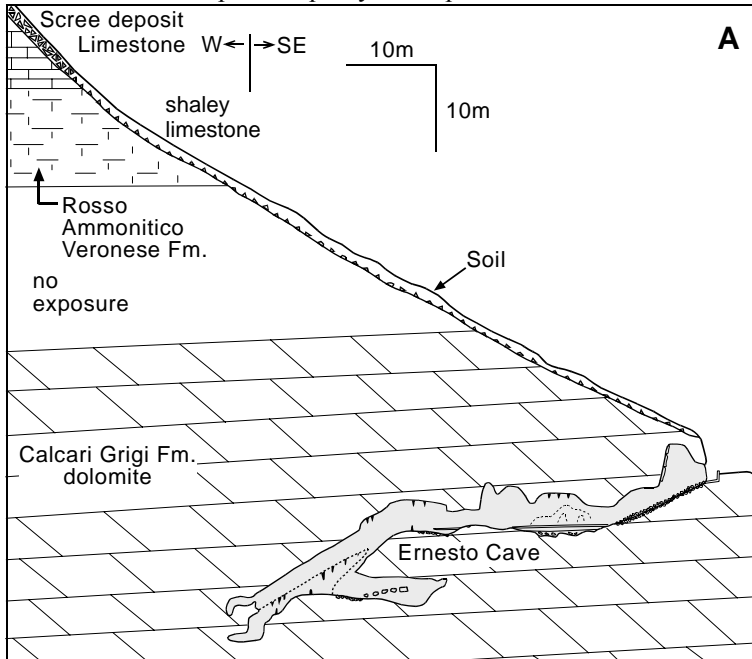 Scree deposit
Limestone
W SE
10m
10m
A
shaley
limestone
Rosso
Ammonitico
Veronese Fm.
no
exposure
Soil
Calcari Grigi Fm.
dolomite
Ernesto Cave